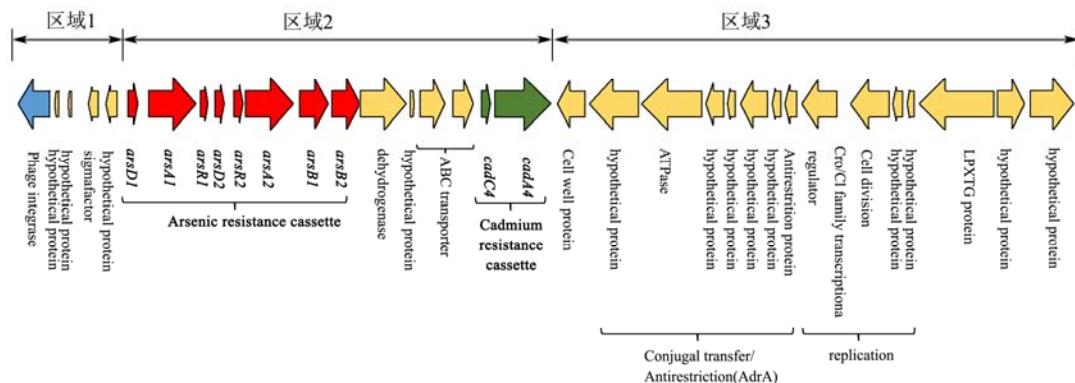 区域1
区域2
区域3
Phage integrase
hypothetical protein
hypothetical protein
sigmafactor
hypothetical protein
arsD1
arsA1
arsR1
arsD2
arsR2
arsA2
arsB1
arsB2
dehydrogenase
hypothetical protein
ABC transporter
cadC4
cadA4
Cell well protein
hypothetical protein
ATPase
hypothetical protein
hypothetical protein
hypothetical protein
hypothetical protein
Antirestrition protein
regulator
Cro/CI family transcriptiona
Cell division
hypothetical protein
hypothetical protein
LPXTG protein
hypothetical protein
hypothetical protein
Arsenic resistance cassette
Cadmium
resistance
cassette
Conjugal transfer/
Antirestriction(AdrA)
replication